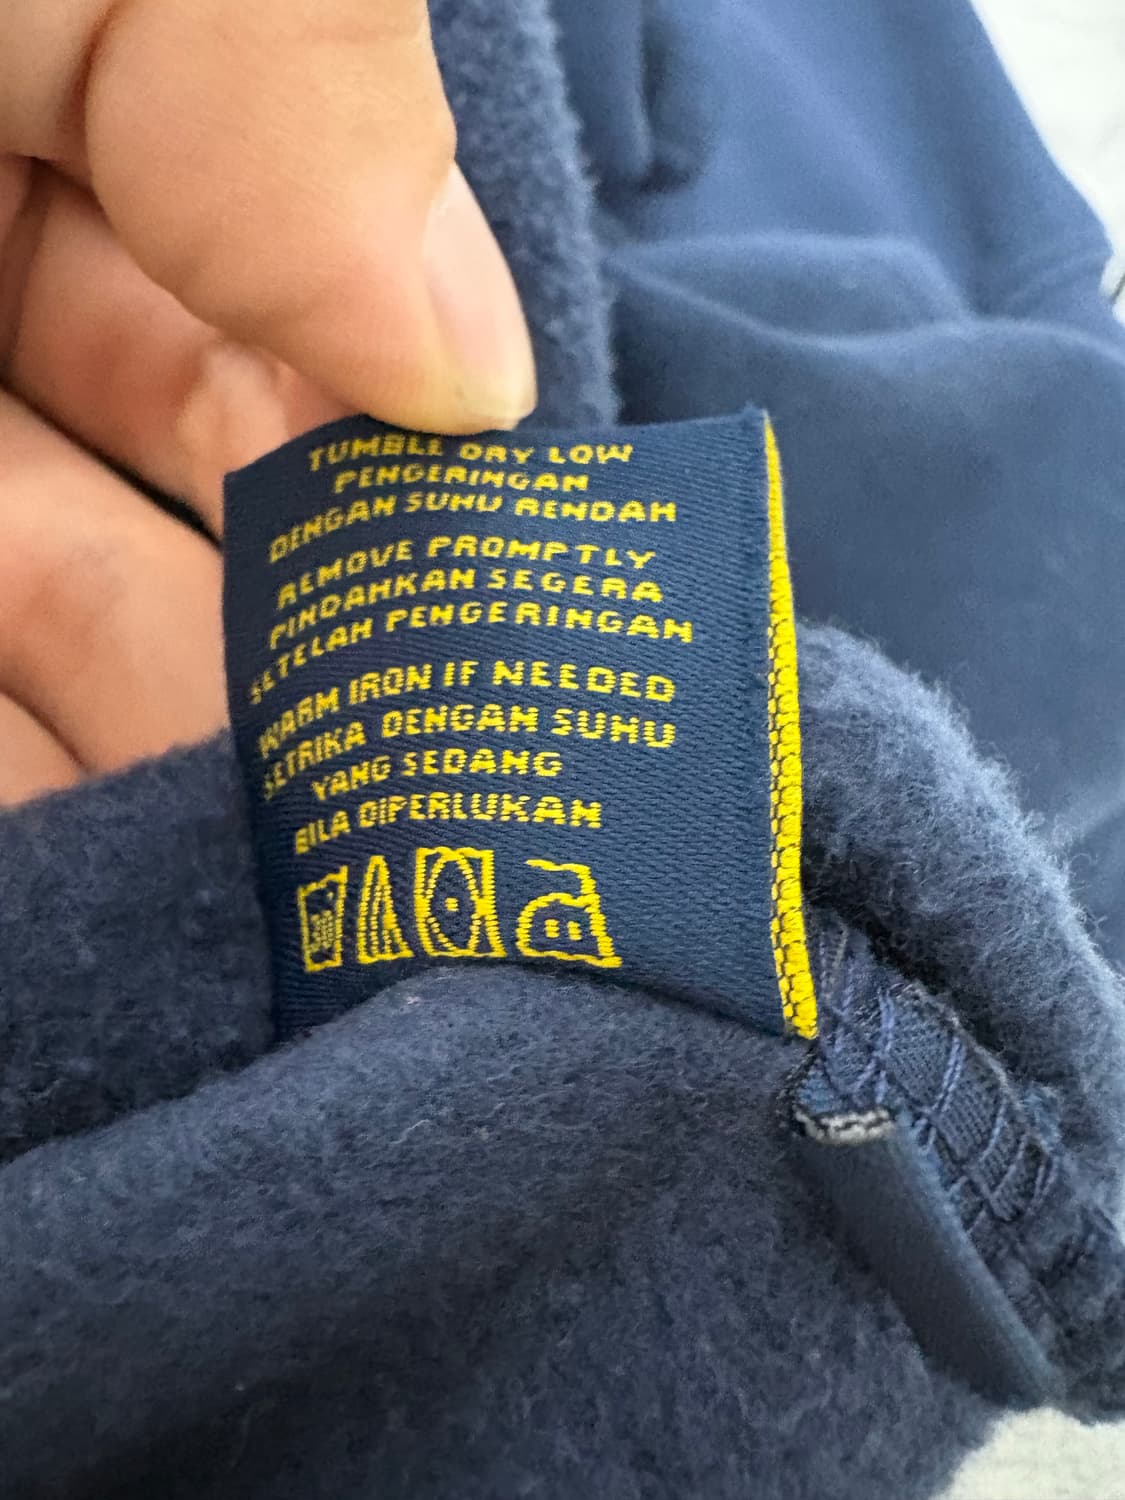 TUMBLE DRY LOW
PENGERINGAN
DENGAN SUHU RENDAH
REMOVE PROMPTLY
PINDAHKAN SEGERA
SETELAH PENGERINGAN
WARM IRON IF NEEDED
SETRIKA DENGAN SUHU
YANG SEDANG
BILA DIPERLUKAN